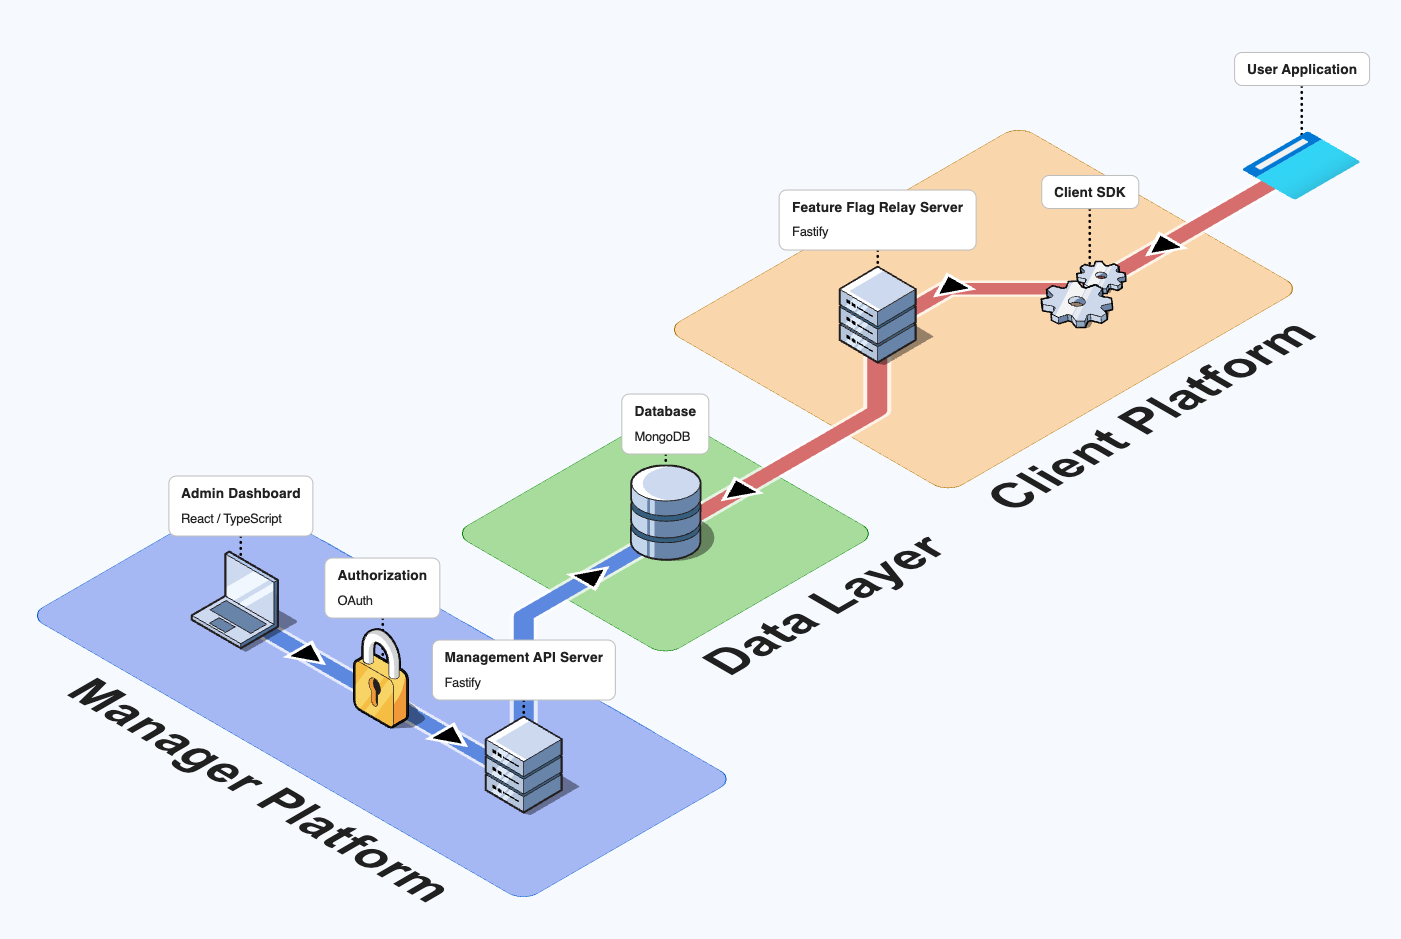 User Application
Client SDK
Feature Flag Relay Server
Fastify
Client Platform
Database
MongoDB
Data Layer
Admin Dashboard
React / TypeScript
Authorization
OAuth
Management API Server
Fastify
Manager Platform